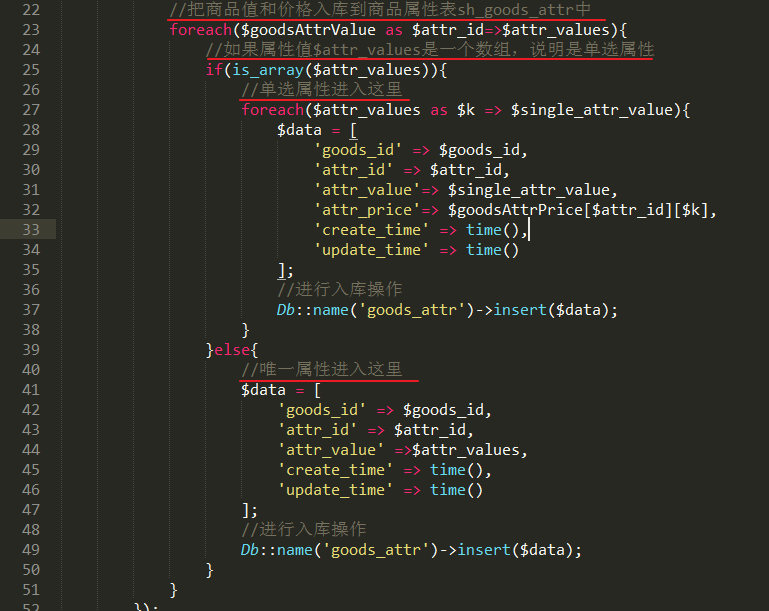 22 //把商品值和价格入库到商品属性表sh_goods_attr中
23 foreach($goodsAttrValue as $attr_id=>$attr_values){
24 //如果属性值$attr_values是一个数组，说明是单选属性
25 if(is_array($attr_values)){
26 //单选属性进入这里
27 foreach($attr_values as $k => $single_attr_value){
28 $data = [
29 'goods_id' => $goods_id,
30 'attr_id' => $attr_id,
31 'attr_value'=> $single_attr_value,
32 'attr_price'=> $goodsAttrPrice[$attr_id][$k],
33 'create_time' => time(),
34 'update_time' => time()
35 ];
36 //进行入库操作
37 Db::name('goods_attr')->insert($data);
38 }
39 }else{
40 //唯一属性进入这里
41 $data = [
42 'goods_id' => $goods_id,
43 'attr_id' => $attr_id,
44 'attr_value' =>$attr_values,
45 'create_time' => time(),
46 'update_time' => time()
47 ];
48 //进行入库操作
49 Db::name('goods_attr')->insert($data);
50 }
51 }
52 });